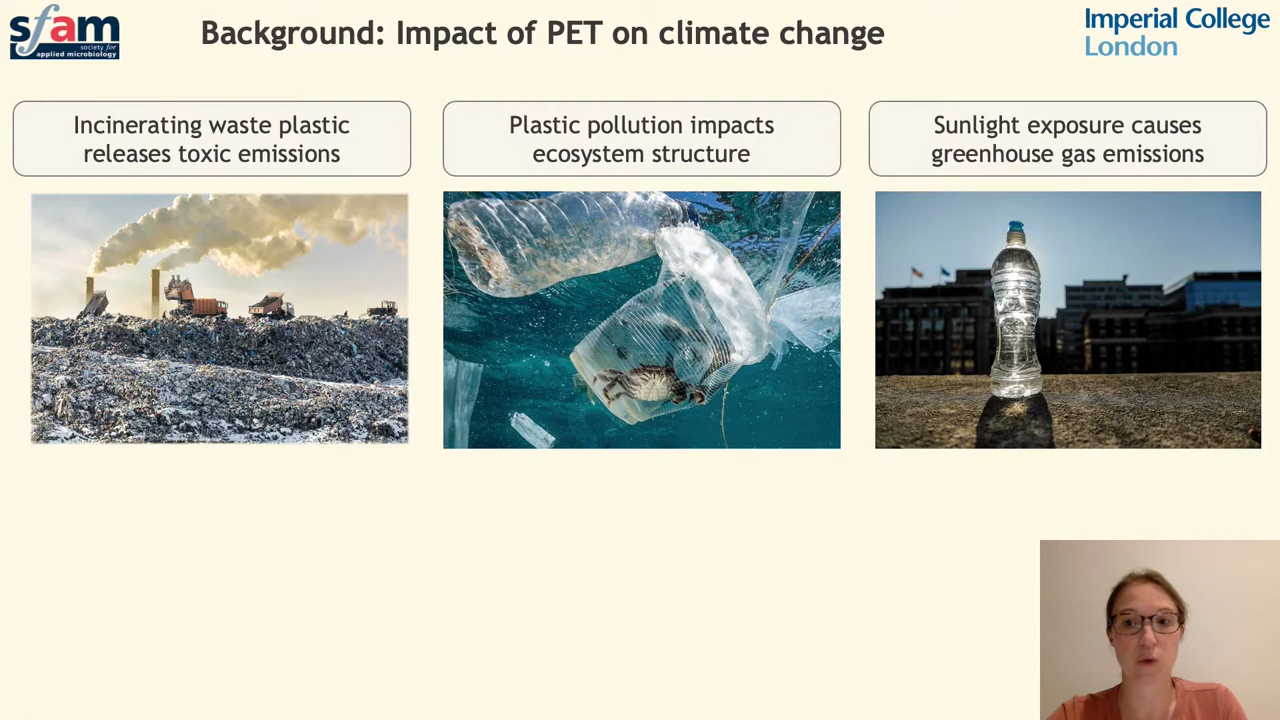 sfam
society for
applied microbiology
Background: Impact of PET on climate change
Imperial College
London
Incinerating waste plastic
releases toxic emissions
Plastic pollution impacts
ecosystem structure
Sunlight exposure causes
greenhouse gas emissions